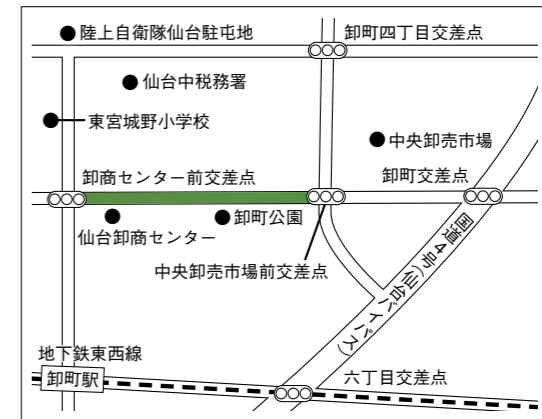 陸上自衛隊仙台駐屯地
卸町四丁目交差点
仙台中税務署
東宮城野小学校
中央卸売市場
卸商センター前交差点
卸町交差点
卸町公園
仙台卸商センター
中央卸売市場前交差点
国道4号(仙台バイパス)
地下鉄東西線
卸町駅
六丁目交差点